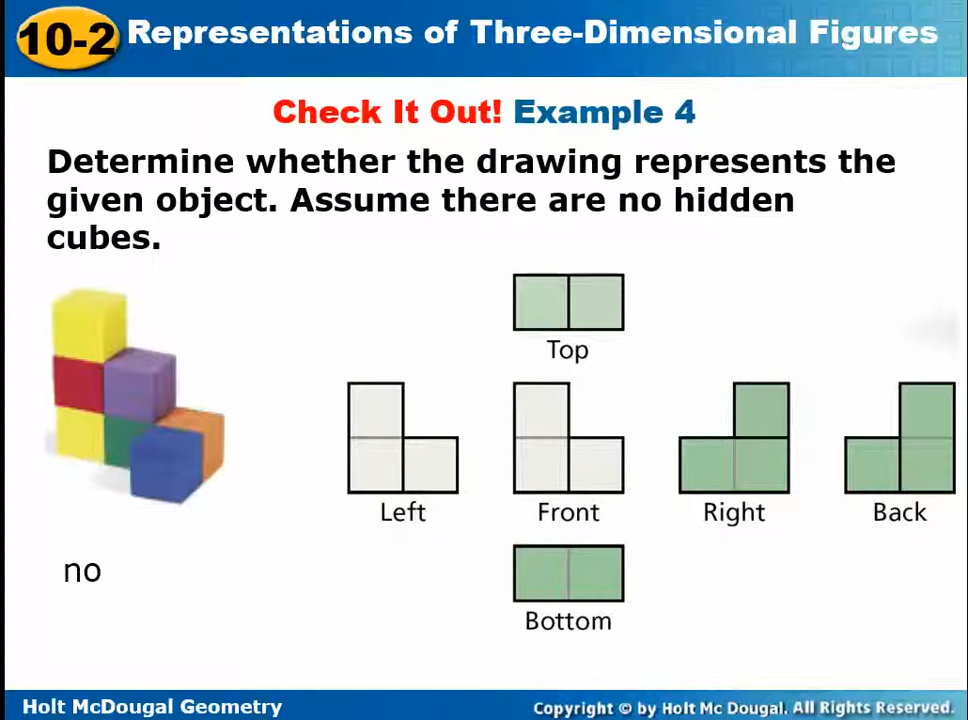 10-2 Representations of Three-Dimensional Figures
Check It Out! Example 4
Determine whether the drawing represents the
given object. Assume there are no hidden
cubes.
Top
Left Front Right Back
no
Bottom
Holt McDougal Geometry
Copyright © by Holt Mc Dougal. All Rights Reserved.